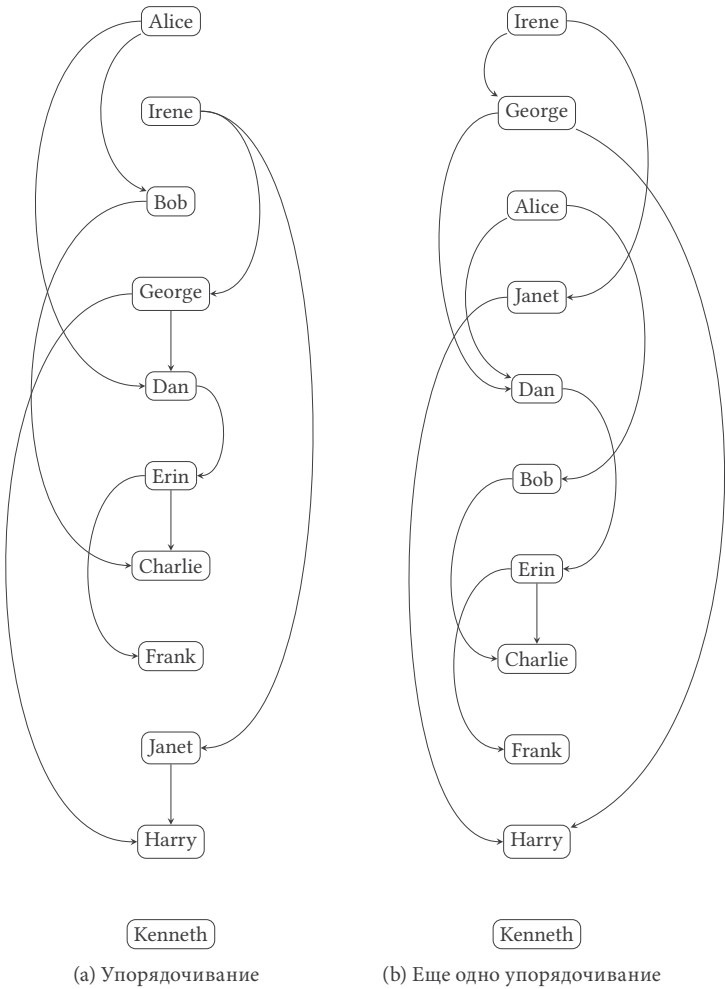 Alice
Irene
Bob
George
Dan
Erin
Charlie
Frank
Janet
Harry
Kenneth
(a) Упорядочивание
Irene
George
Alice
Janet
Dan
Bob
Erin
Charlie
Frank
Harry
Kenneth
(b) Еще одно упорядочивание